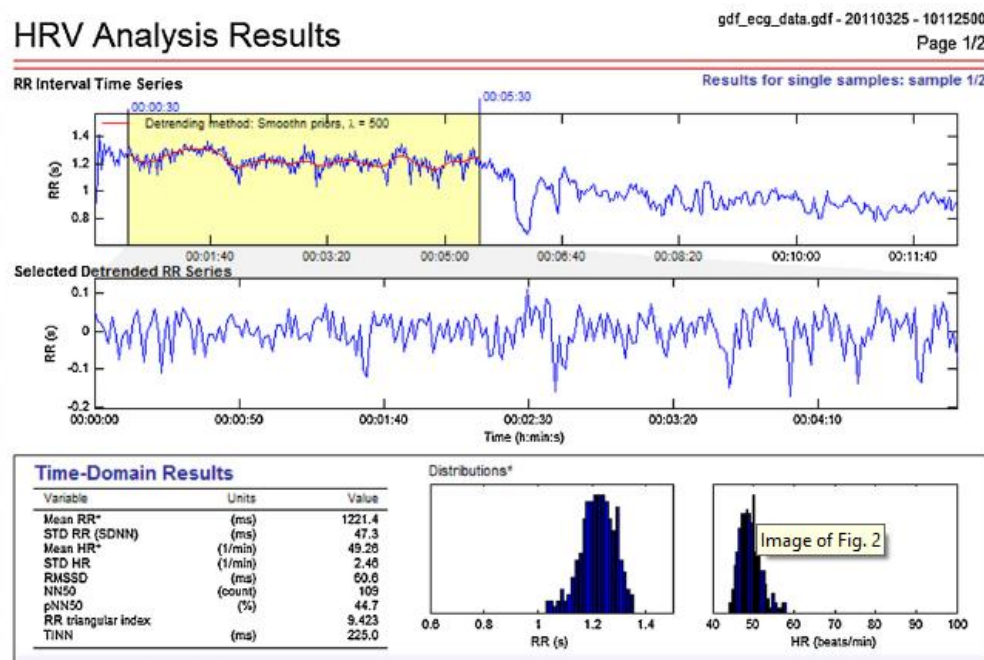 gdf_ecg_data.gdf - 20110325 - 10112500
HRV Analysis Results
Page 1/2
RR Interval Time Series
Results for single samples: sample 1/2
00:00:30
00:05:30
Detrending method: Smoothn priors, λ = 500
1.4
1.2
1
0.8
RR (s)
00:01:40 00:03:20 00:05:00 00:06:40 00:08:20 00:10:00 00:11:40
Selected Detrended RR Series
0.1
0
-0.1
-0.2
RR (s)
00:00:00 00:00:50 00:01:40 00:02:30 00:03:20 00:04:10
Time (h:min:s)
Time-Domain Results
Variable Units Value
Mean RR* (ms) 1221.4
STD RR (SDNN) (ms) 47.3
Mean HR* (1/min) 49.26
STD HR (1/min) 2.46
RMSSD (ms) 60.6
NN50 (count) 109
pNN50 (%) 44.7
RR triangular index 9.423
TINN (ms) 225.0
Distributions*
0.6 0.8 1 1.2 1.4
RR (s)
Image of Fig. 2
40 50 60 70 80 90 100
HR (beats/min)